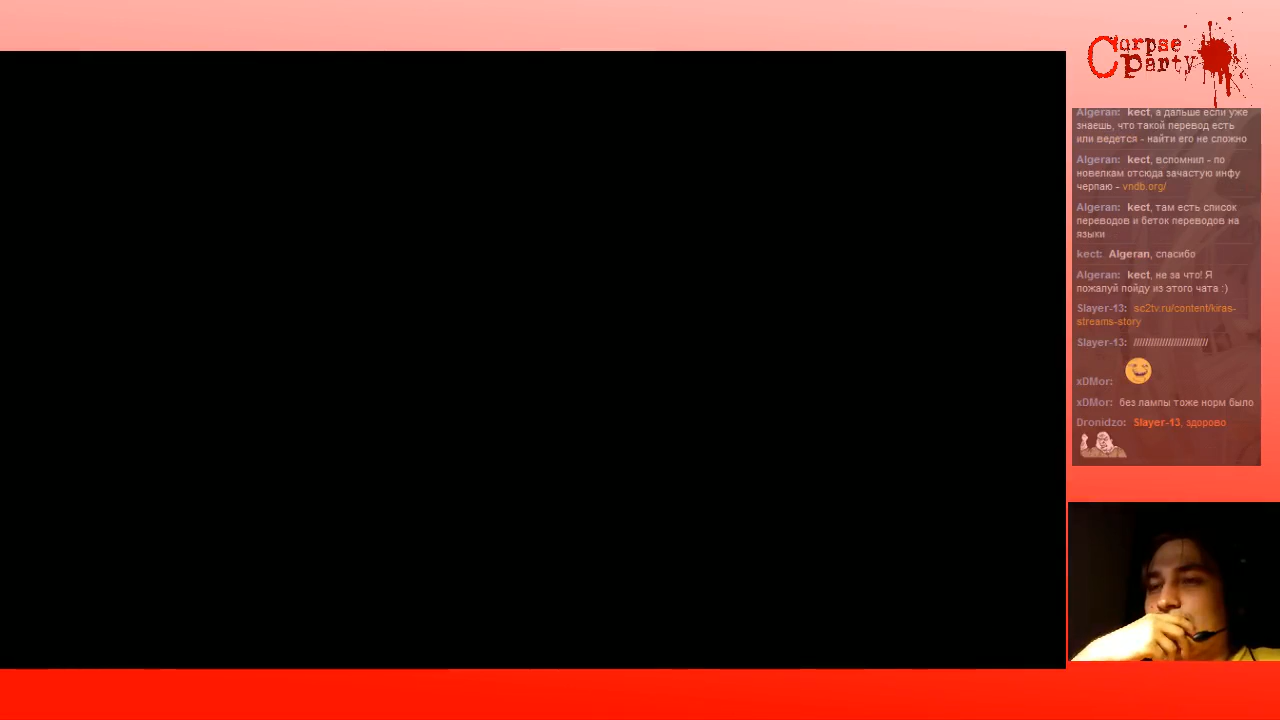 Corpse
Party
Algeran: kect, а дальше если уже
знаешь, что такой перевод есть
или ведется - найти его не сложно
Algeran: kect, вспомнил - по
новелкам отсюда зачастую инфу
черпаю - vndb.org/
Algeran: kect, там есть список
переводов и беток переводов на
языки
kect: Algeran, спасибо
Algeran: kect, не за что! Я
пожалуй пойду из этого чата :)
Slayer-13: sc2tv.ru/content/kiras-
streams-story
Slayer-13: //////////////////////////
xDMor:
xDMor: без лампы тоже норм было
Dronidzo: Slayer-13, здорово